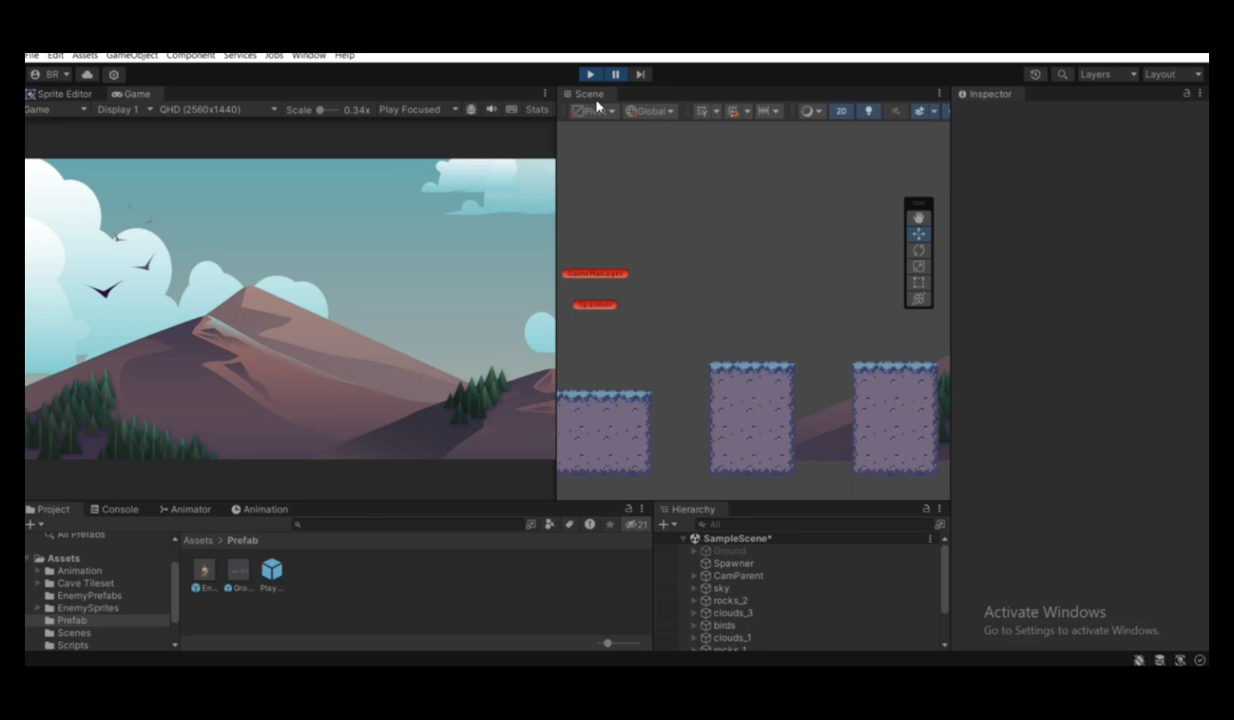 File Edit Assets GameObject Component Services Jobs Window Help
BR Layers Layout
Sprite Editor Game Scene Inspector
Game Display 1 QHD (2560x1440) Scale 0.34x Play Focused Stats Pivot Global 2D
GameManager
Spawner
Project Console Animator Animation Hierarchy
21 All
All Prefabs Assets > Prefab SampleScene*
Assets Ground
Animation Spawner
Cave Tileset En... Gro... Play... CamParent
EnemyPrefabs sky
EnemySprites rocks_2
Prefab clouds_3
Scenes birds
Scripts clouds_1
rocks_1
Activate Windows
Go to Settings to activate Windows.